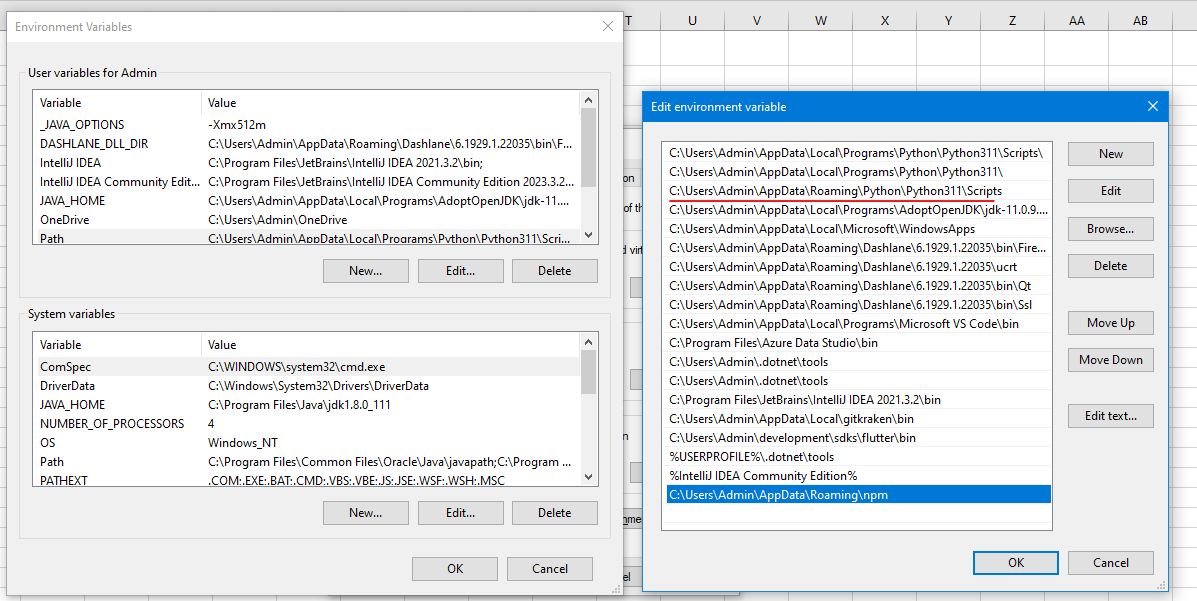 T U V W X Y Z AA AB
Environment Variables
User variables for Admin
Variable Value
_JAVA_OPTIONS -Xmx512m
DASHLANE_DLL_DIR C:\Users\Admin\AppData\Roaming\Dashlane\6.1929.1.22035\bin\F...
IntelliJ IDEA C:\Program Files\JetBrains\IntelliJ IDEA 2021.3.2\bin;
IntelliJ IDEA Community Edit... C:\Program Files\JetBrains\IntelliJ IDEA Community Edition 2023.3.2...
JAVA_HOME C:\Users\Admin\AppData\Local\Programs\AdoptOpenJDK\jdk-11....
OneDrive C:\Users\Admin\OneDrive
Path C:\Users\Admin\AppData\Local\Programs\Python\Python311\Scri...
New... Edit... Delete
System variables
Variable Value
ComSpec C:\WINDOWS\system32\cmd.exe
DriverData C:\Windows\System32\Drivers\DriverData
JAVA_HOME C:\Program Files\Java\jdk1.8.0_111
NUMBER_OF_PROCESSORS 4
OS Windows_NT
Path C:\Program Files\Common Files\Oracle\Java\javapath;C:\Program ...
PATHEXT .COM;.EXE;.BAT;.CMD;.VBS;.VBE;.JS;.JSE;.WSF;.WSH;.MSC
New... Edit... Delete
OK Cancel
on
of th
d virt
n
nme
el
Edit environment variable
C:\Users\Admin\AppData\Local\Programs\Python\Python311\Scripts\
C:\Users\Admin\AppData\Local\Programs\Python\Python311\
C:\Users\Admin\AppData\Roaming\Python\Python311\Scripts
C:\Users\Admin\AppData\Local\Programs\AdoptOpenJDK\jdk-11.0.9....
C:\Users\Admin\AppData\Local\Microsoft\WindowsApps
C:\Users\Admin\AppData\Roaming\Dashlane\6.1929.1.22035\bin\Fire...
C:\Users\Admin\AppData\Roaming\Dashlane\6.1929.1.22035\ucrt
C:\Users\Admin\AppData\Roaming\Dashlane\6.1929.1.22035\bin\Qt
C:\Users\Admin\AppData\Roaming\Dashlane\6.1929.1.22035\bin\Ssl
C:\Users\Admin\AppData\Local\Programs\Microsoft VS Code\bin
C:\Program Files\Azure Data Studio\bin
C:\Users\Admin\.dotnet\tools
C:\Users\Admin\.dotnet\tools
C:\Program Files\JetBrains\IntelliJ IDEA 2021.3.2\bin
C:\Users\Admin\AppData\Local\gitkraken\bin
C:\Users\Admin\development\sdks\flutter\bin
%USERPROFILE%\.dotnet\tools
%IntelliJ IDEA Community Edition%
C:\Users\Admin\AppData\Roaming\npm
New
Edit
Browse...
Delete
Move Up
Move Down
Edit text...
OK Cancel